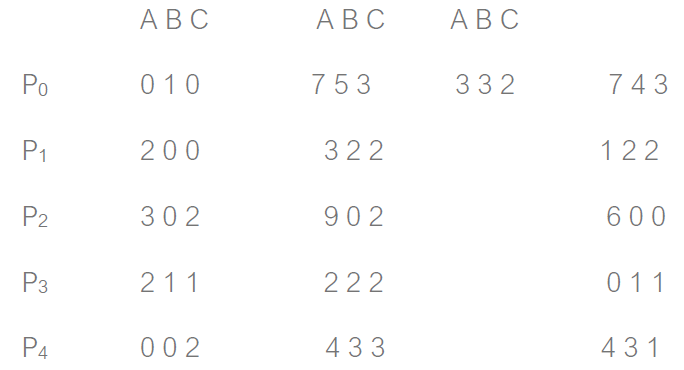 A B C A B C A B C
P₀ 0 1 0 7 5 3 3 3 2 7 4 3
P₁ 2 0 0 3 2 2 1 2 2
P₂ 3 0 2 9 0 2 6 0 0
P₃ 2 1 1 2 2 2 0 1 1
P₄ 0 0 2 4 3 3 4 3 1